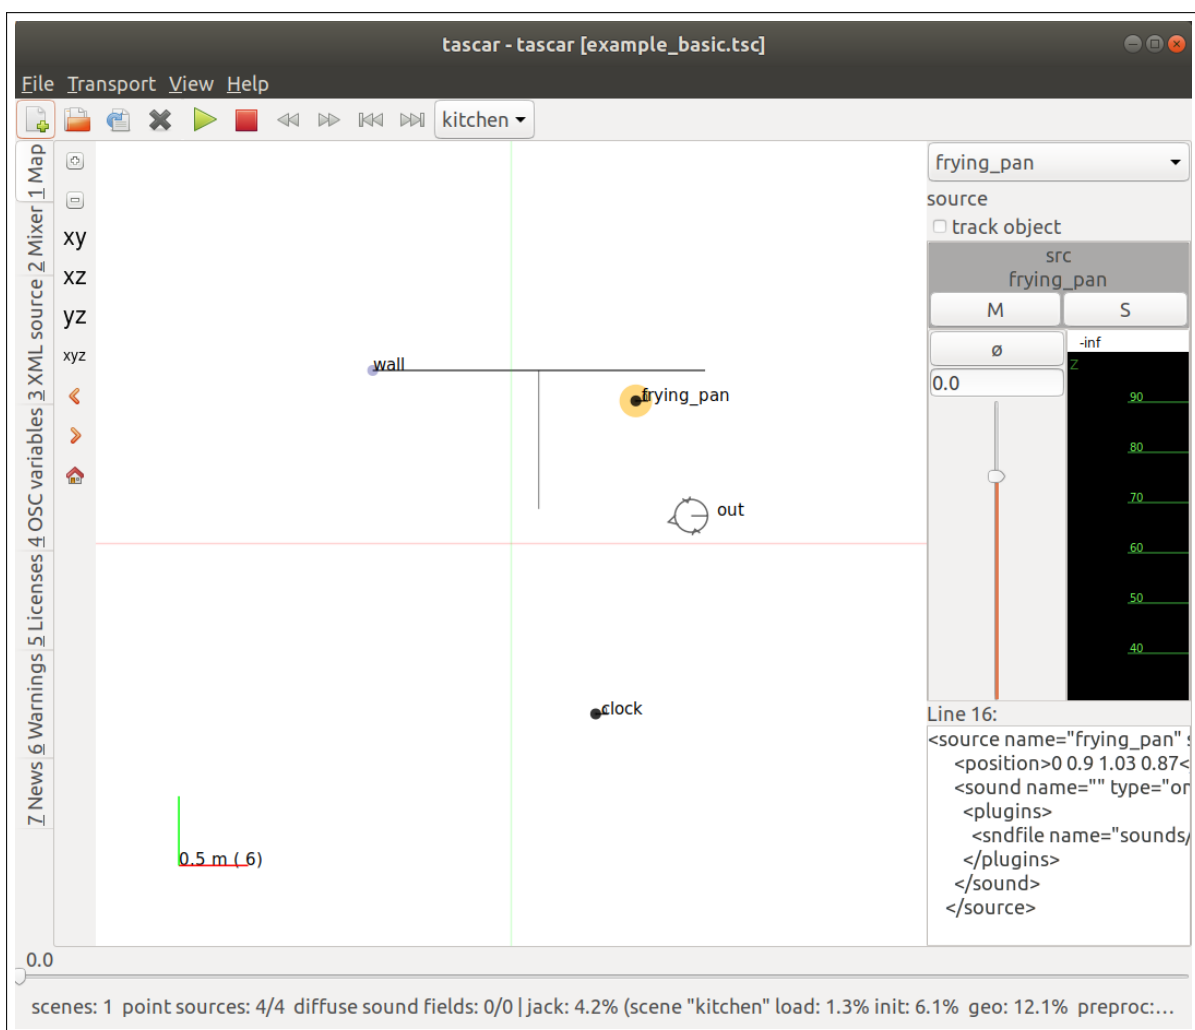 tascar - tascar [example_basic.tsc]
File Transport View Help
kitchen
1 Map
2 Mixer
3 XML source
4 OSC variables
5 Licenses
6 Warnings
7 News
xy
xz
yz
xyz
wall
frying_pan
out
clock
0.5 m ( 6)
frying_pan
source
track object
src
frying_pan
M S
ø -inf
Z
0.0
90
80
70
60
50
40
Line 16:
<source name="frying_pan" s
<position>0 0.9 1.03 0.87<
<sound name="" type="or
<plugins>
<sndfile name="sounds/
</plugins>
</sound>
</source>
0.0
scenes: 1 point sources: 4/4 diffuse sound fields: 0/0 | jack: 4.2% (scene "kitchen" load: 1.3% init: 6.1% geo: 12.1% preproc:...